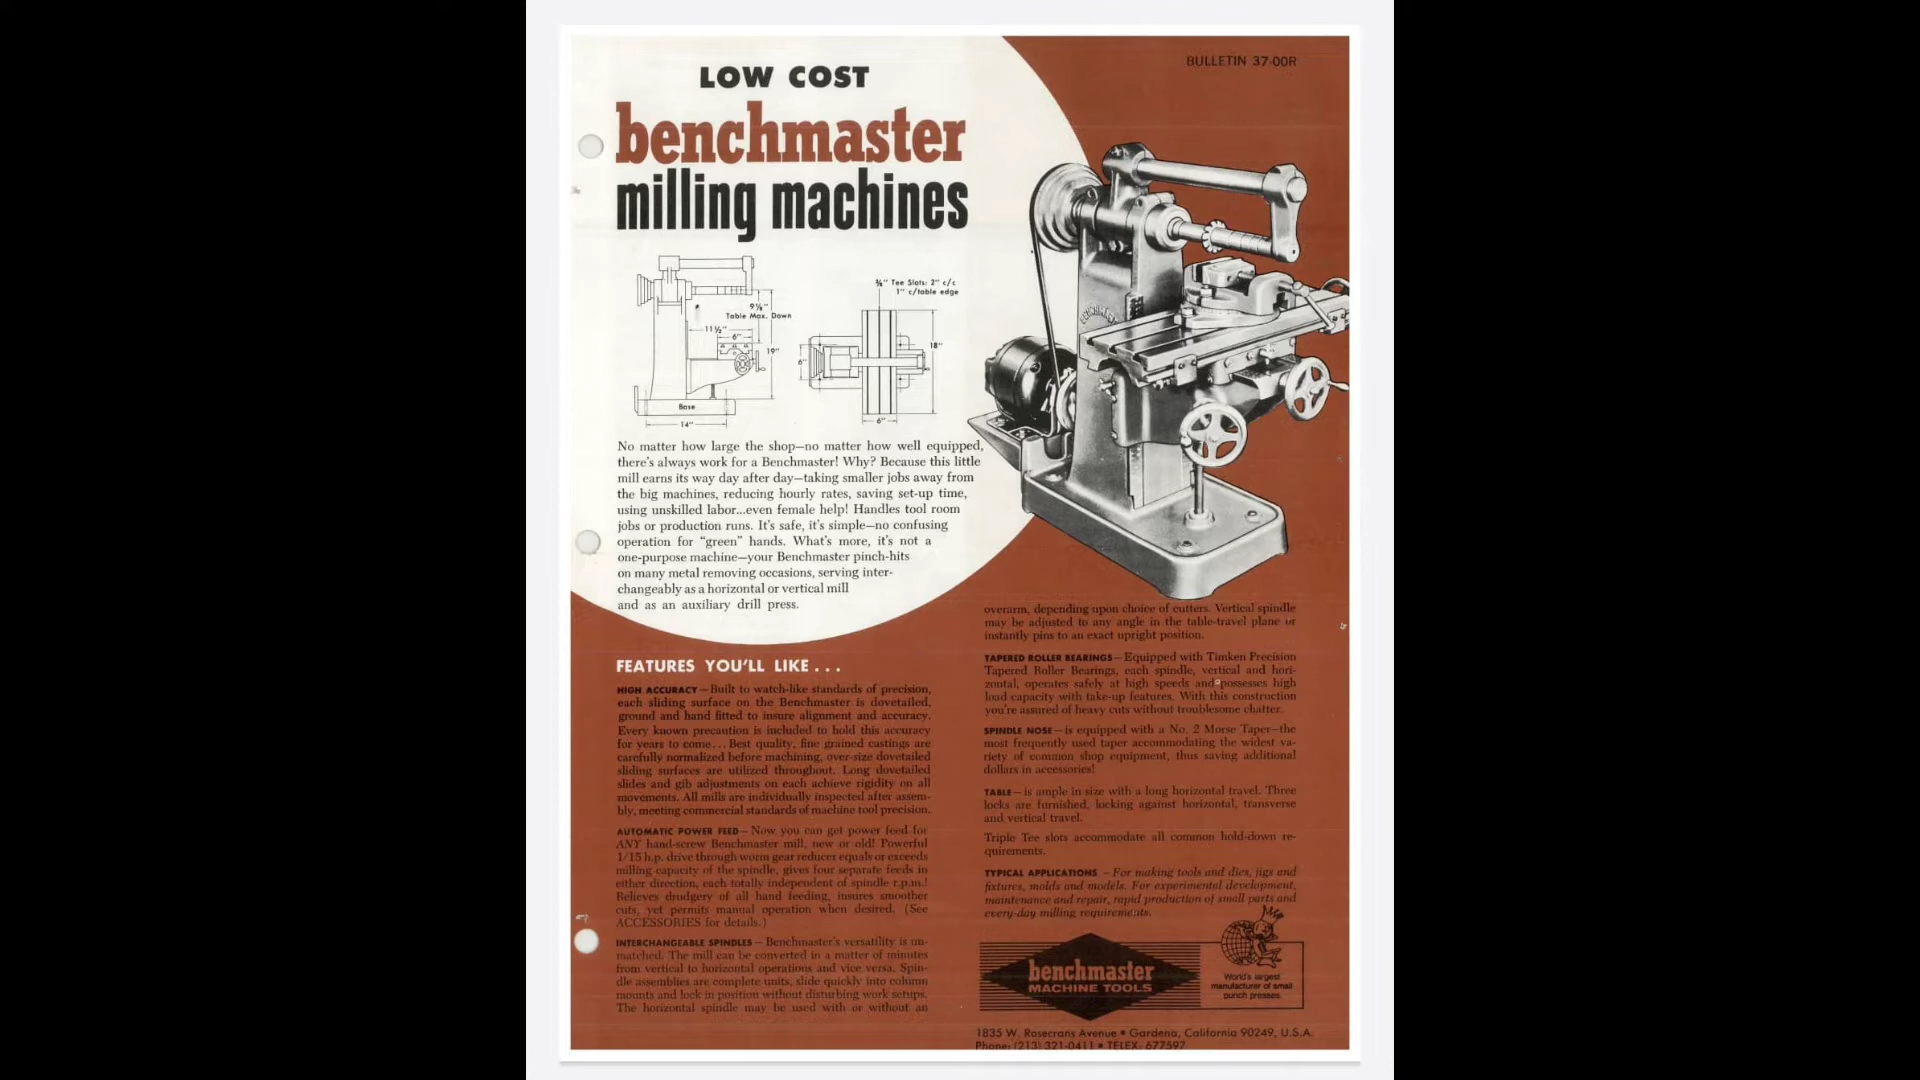 BULLETIN 37-00R
LOW COST
benchmaster
milling machines
9½"
Table Max. Down
11½"
6"
19"
Base
14"
⅜" Tee Slots: 2" c/c
1" c/table edge
6"
18"
6"
BENCHMASTER
No matter how large the shop—no matter how well equipped,
there's always work for a Benchmaster! Why? Because this little
mill earns its way day after day—taking smaller jobs away from
the big machines, reducing hourly rates, saving set-up time,
using unskilled labor...even female help! Handles tool room
jobs or production runs. It's safe, it's simple—no confusing
operation for "green" hands. What's more, it's not a
one-purpose machine—your Benchmaster pinch-hits
on many metal removing occasions, serving inter-
changeably as a horizontal or vertical mill
and as an auxiliary drill press.
FEATURES YOU'LL LIKE . . .
HIGH ACCURACY — Built to watch-like standards of precision,
each sliding surface on the Benchmaster is dovetailed,
ground and hand fitted to insure alignment and accuracy.
Every known precaution is included to hold this accuracy
for years to come... Best quality, fine grained castings are
carefully normalized before machining, over-size dovetailed
sliding surfaces are utilized throughout. Long dovetailed
slides and gib adjustments on each achieve rigidity on all
movements. All mills are individually inspected after assem-
bly, meeting commercial standards of machine tool precision.
AUTOMATIC POWER FEED— Now you can get power feed for
ANY hand-screw Benchmaster mill, new or old! Powerful
1/15 h.p. drive through worm gear reducer equals or exceeds
milling capacity of the spindle, gives four separate feeds in
either direction, each totally independent of spindle r.p.m.!
Relieves drudgery of all hand feeding, insures smoother
cuts, yet permits manual operation when desired. (See
ACCESSORIES for details.)
INTERCHANGEABLE SPINDLES — Benchmaster's versatility is un-
matched. The mill can be converted in a matter of minutes
from vertical to horizontal operations and vice versa. Spin-
dle assemblies are complete units, slide quickly into column
mounts and lock in position without disturbing work setups.
The horizontal spindle may be used with or without an
overarm, depending upon choice of cutters. Vertical spindle
may be adjusted to any angle in the table-travel plane or
instantly pins to an exact upright position.
TAPERED ROLLER BEARINGS — Equipped with Timken Precision
Tapered Roller Bearings, each spindle, vertical and hori-
zontal, operates safely at high speeds and possesses high
load capacity with take-up features. With this construction
you're assured of heavy cuts without troublesome chatter.
SPINDLE NOSE — is equipped with a No. 2 Morse Taper—the
most frequently used taper accommodating the widest va-
riety of common shop equipment, thus saving additional
dollars in accessories!
TABLE — is ample in size with a long horizontal travel. Three
locks are furnished, locking against horizontal, transverse
and vertical travel.
Triple Tee slots accommodate all common hold-down re-
quirements.
TYPICAL APPLICATIONS — For making tools and dies, jigs and
fixtures, molds and models. For experimental development,
maintenance and repair, rapid production of small parts and
every-day milling requirements.
benchmaster
MACHINE TOOLS
World's largest
manufacturer of small
punch presses.
1835 W. Rosecrans Avenue • Gardena, California 90249, U.S.A.
Phone: (213) 321-0411 • TELEX- 677597